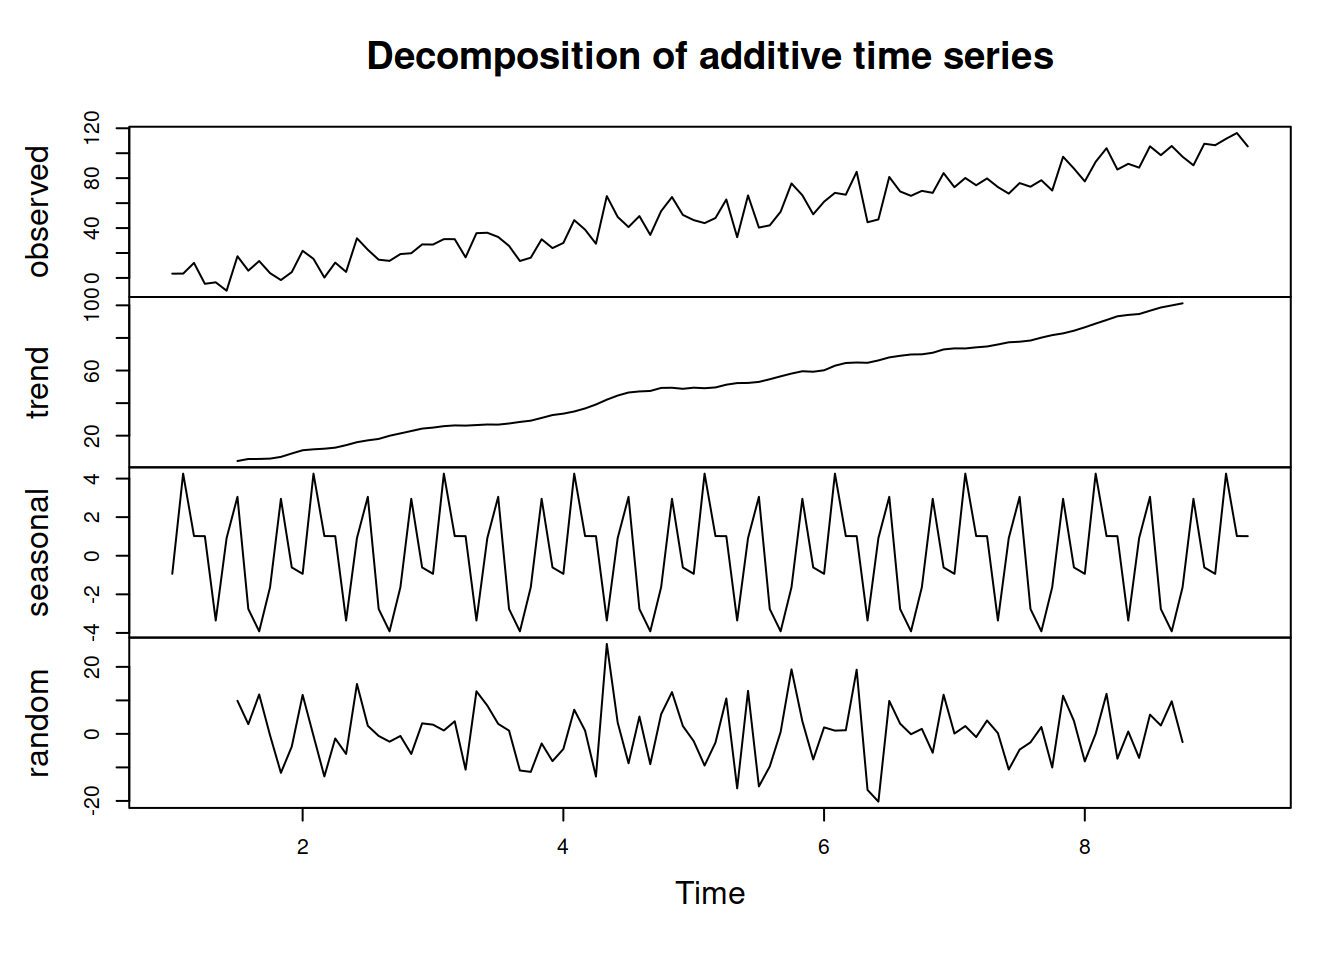 Decomposition of additive time series
observed
0 40 80 120
trend
20 60 100
seasonal
-4 -2 0 2 4
random
-20 0 20
2 4 6 8
Time